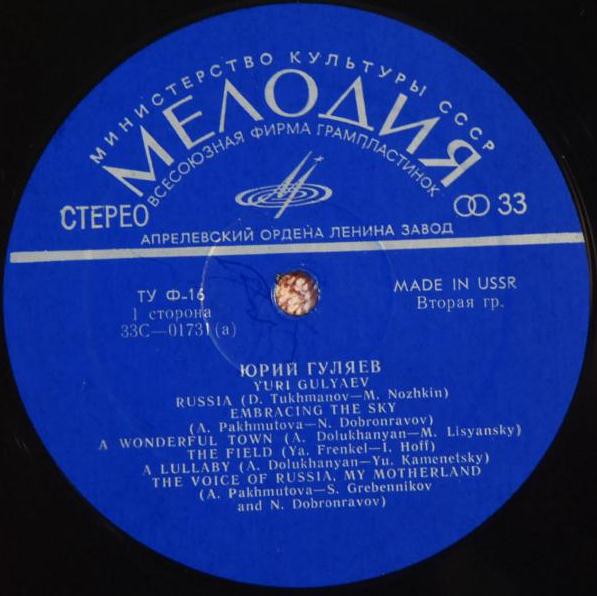 МИНИСТЕРСТВО КУЛЬТУРЫ СССР
МЕЛОДИЯ
ВСЕСОЮЗНАЯ ФИРМА ГРАМПЛАСТИНОК
СТЕРЕО
33
АПРЕЛЕВСКИЙ ОРДЕНА ЛЕНИНА ЗАВОД
ТУ Ф-16
1 сторона
33С—01731(а)
MADE IN USSR
Вторая гр.
ЮРИЙ ГУЛЯЕВ
YURI GULYAEV
RUSSIA (D. Tukhmanov—M. Nozhkin)
EMBRACING THE SKY
(A. Pakhmutova—N. Dobronravov)
A WONDERFUL TOWN (A. Dolukhanyan—M. Lisyansky)
THE FIELD (Ya. Frenkel—I. Hoff)
A LULLABY (A. Dolukhanyan—Yu. Kamenetsky)
THE VOICE OF RUSSIA, MY MOTHERLAND
(A. Pakhmutova—S. Grebennikov
and N. Dobronravov)